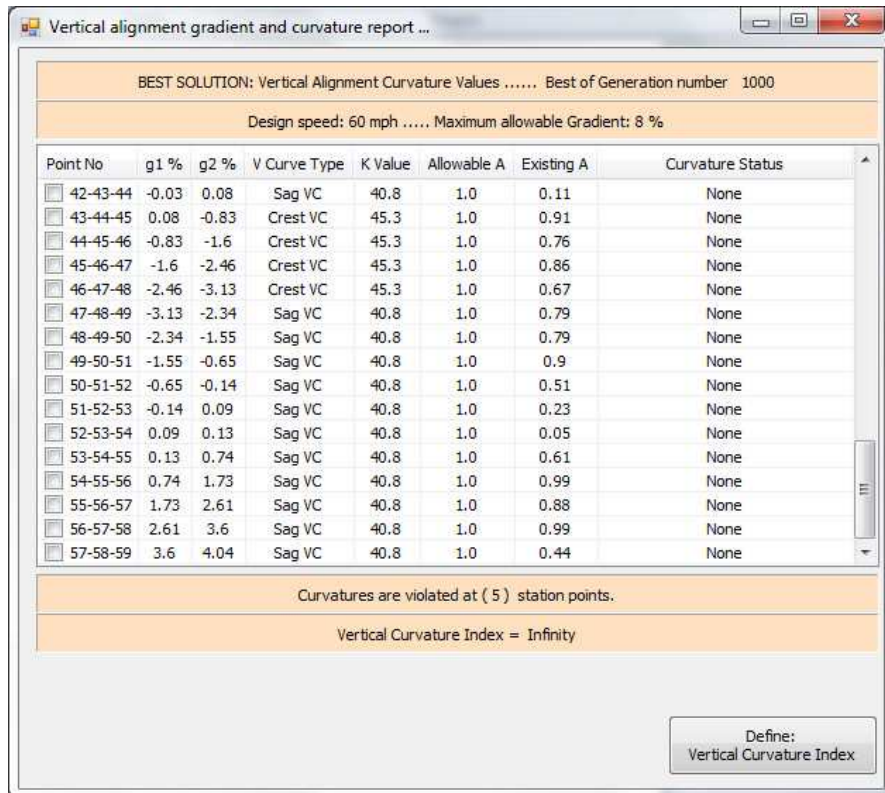 Vertical alignment gradient and curvature report ...
BEST SOLUTION: Vertical Alignment Curvature Values ...... Best of Generation number 1000
Design speed: 60 mph ..... Maximum allowable Gradient: 8 %
Point No g1 % g2 % V Curve Type K Value Allowable A Existing A Curvature Status
42-43-44 -0.03 0.08 Sag VC 40.8 1.0 0.11 None
43-44-45 0.08 -0.83 Crest VC 45.3 1.0 0.91 None
44-45-46 -0.83 -1.6 Crest VC 45.3 1.0 0.76 None
45-46-47 -1.6 -2.46 Crest VC 45.3 1.0 0.86 None
46-47-48 -2.46 -3.13 Crest VC 45.3 1.0 0.67 None
47-48-49 -3.13 -2.34 Sag VC 40.8 1.0 0.79 None
48-49-50 -2.34 -1.55 Sag VC 40.8 1.0 0.79 None
49-50-51 -1.55 -0.65 Sag VC 40.8 1.0 0.9 None
50-51-52 -0.65 -0.14 Sag VC 40.8 1.0 0.51 None
51-52-53 -0.14 0.09 Sag VC 40.8 1.0 0.23 None
52-53-54 0.09 0.13 Sag VC 40.8 1.0 0.05 None
53-54-55 0.13 0.74 Sag VC 40.8 1.0 0.61 None
54-55-56 0.74 1.73 Sag VC 40.8 1.0 0.99 None
55-56-57 1.73 2.61 Sag VC 40.8 1.0 0.88 None
56-57-58 2.61 3.6 Sag VC 40.8 1.0 0.99 None
57-58-59 3.6 4.04 Sag VC 40.8 1.0 0.44 None
Curvatures are violated at ( 5 ) station points.
Vertical Curvature Index = Infinity
Define:
Vertical Curvature Index